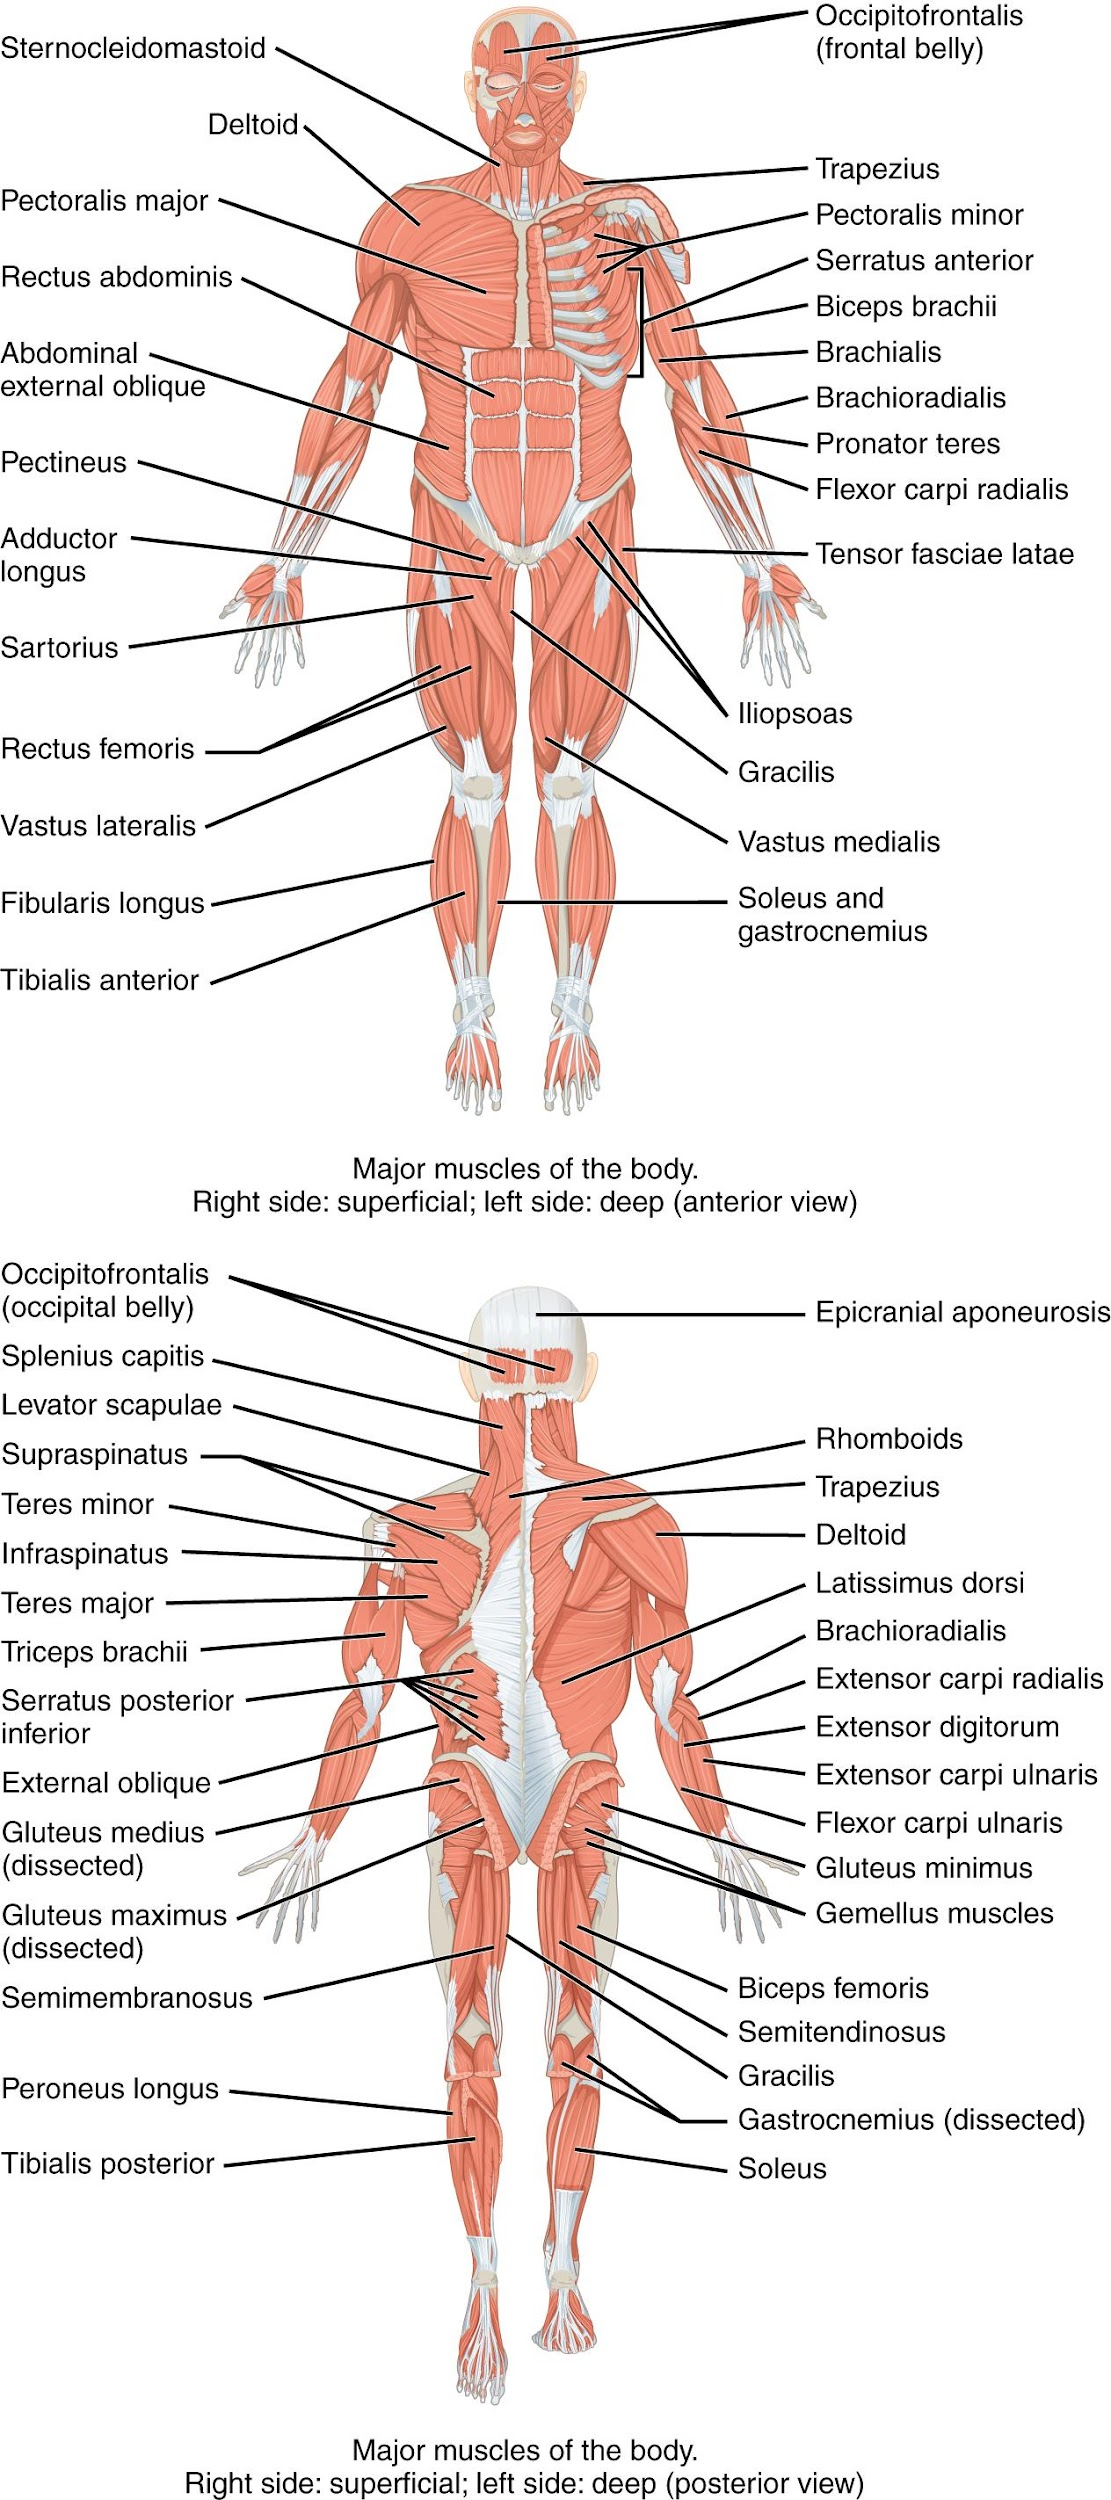 Sternocleidomastoid
Deltoid
Pectoralis major
Rectus abdominis
Abdominal
external oblique
Pectineus
Adductor
longus
Sartorius
Rectus femoris
Vastus lateralis
Fibularis longus
Tibialis anterior
Occipitofrontalis
(frontal belly)
Trapezius
Pectoralis minor
Serratus anterior
Biceps brachii
Brachialis
Brachioradialis
Pronator teres
Flexor carpi radialis
Tensor fasciae latae
Iliopsoas
Gracilis
Vastus medialis
Soleus and
gastrocnemius
Major muscles of the body.
Right side: superficial; left side: deep (anterior view)
Occipitofrontalis
(occipital belly)
Splenius capitis
Levator scapulae
Supraspinatus
Teres minor
Infraspinatus
Teres major
Triceps brachii
Serratus posterior
inferior
External oblique
Gluteus medius
(dissected)
Gluteus maximus
(dissected)
Semimembranosus
Peroneus longus
Tibialis posterior
Epicranial aponeurosis
Rhomboids
Trapezius
Deltoid
Latissimus dorsi
Brachioradialis
Extensor carpi radialis
Extensor digitorum
Extensor carpi ulnaris
Flexor carpi ulnaris
Gluteus minimus
Gemellus muscles
Biceps femoris
Semitendinosus
Gracilis
Gastrocnemius (dissected)
Soleus
Major muscles of the body.
Right side: superficial; left side: deep (posterior view)